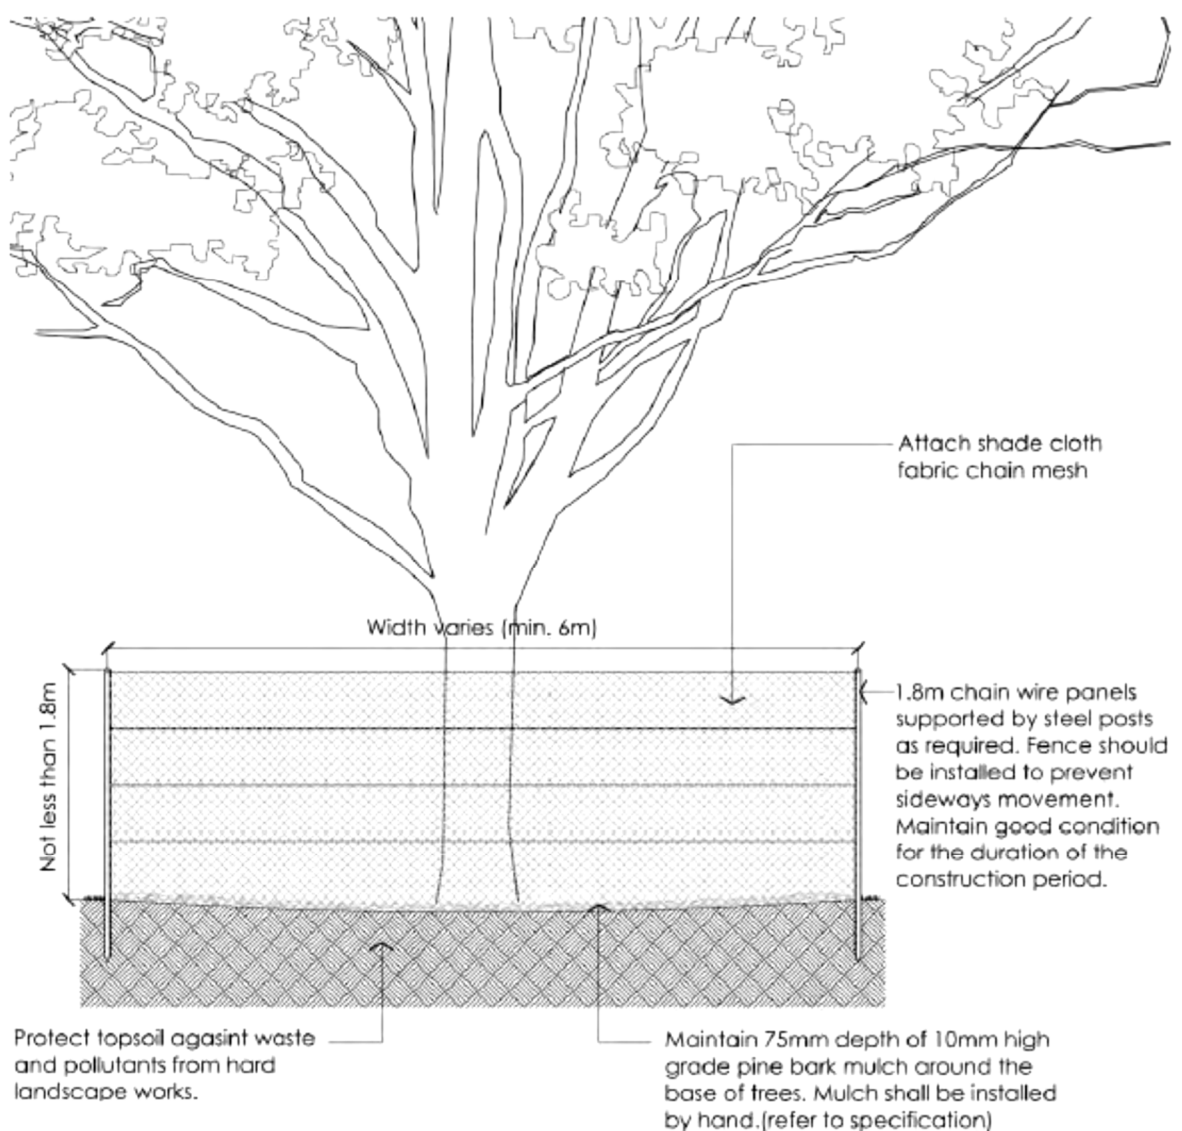 Attach shade cloth
fabric chain mesh
Width varies (min. 6m)
Not less than 1.8m
1.8m chain wire panels
supported by steel posts
as required. Fence should
be installed to prevent
sideways movement.
Maintain good condition
for the duration of the
construction period.
Protect topsoil agasint waste
and pollutants from hard
landscape works.
Maintain 75mm depth of 10mm high
grade pine bark mulch around the
base of trees. Mulch shall be installed
by hand.(refer to specification)